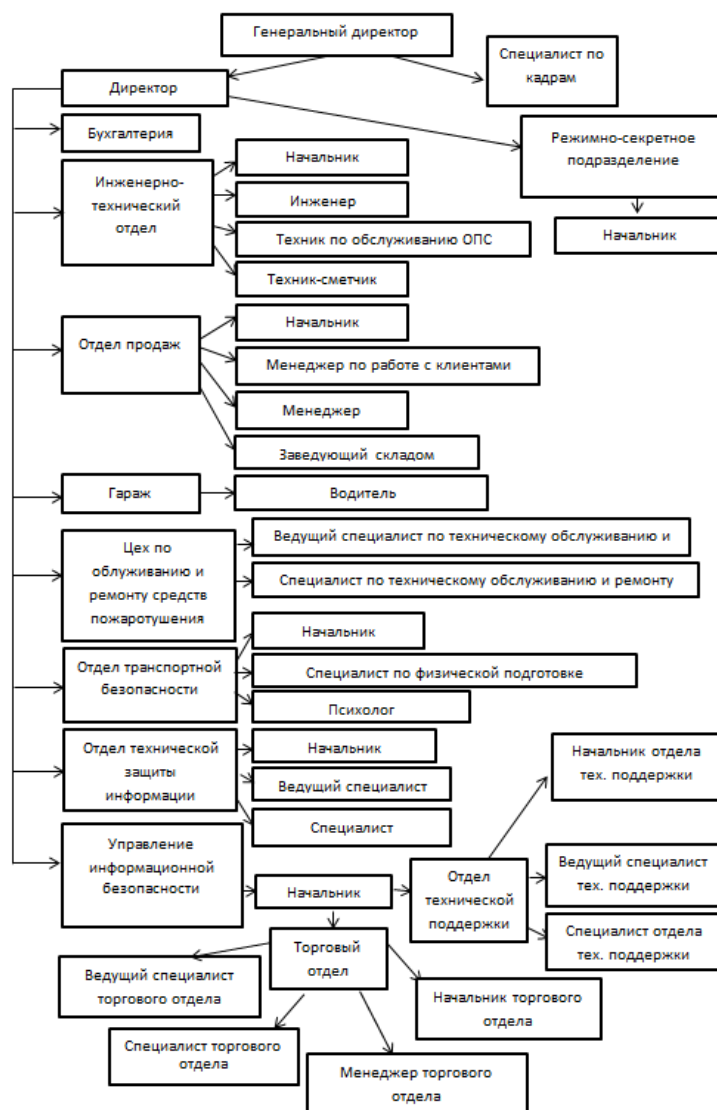 Генеральный директор
Специалист по
кадрам
Директор
Бухгалтерия
Режимно-секретное
подразделение
Начальник
Инженерно-
технический
отдел
Начальник
Инженер
Техник по обслуживанию ОПС
Техник-сметчик
Отдел продаж
Начальник
Менеджер по работе с клиентами
Менеджер
Заведующий складом
Гараж
Водитель
Цех по
облуживанию и
ремонту средств
пожаротушения
Ведущий специалист по техническому обслуживанию и
Специалист по техническому обслуживанию и ремонту
Отдел транспортной
безопасности
Начальник
Специалист по физической подготовке
Психолог
Отдел технической
защиты
информации
Начальник
Ведущий специалист
Специалист
Управление
информационной
безопасности
Начальник
Отдел
технической
поддержки
Начальник отдела
тех. поддержки
Ведущий специалист
тех. поддержки
Специалист отдела
тех. поддержки
Торговый
отдел
Ведущий специалист
торгового отдела
Начальник торгового
отдела
Специалист торгового
отдела
Менеджер торгового
отдела